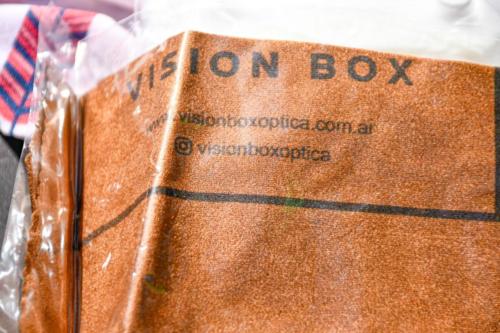 VISION BOX
www.visionboxoptica.com.ar
visionboxoptica